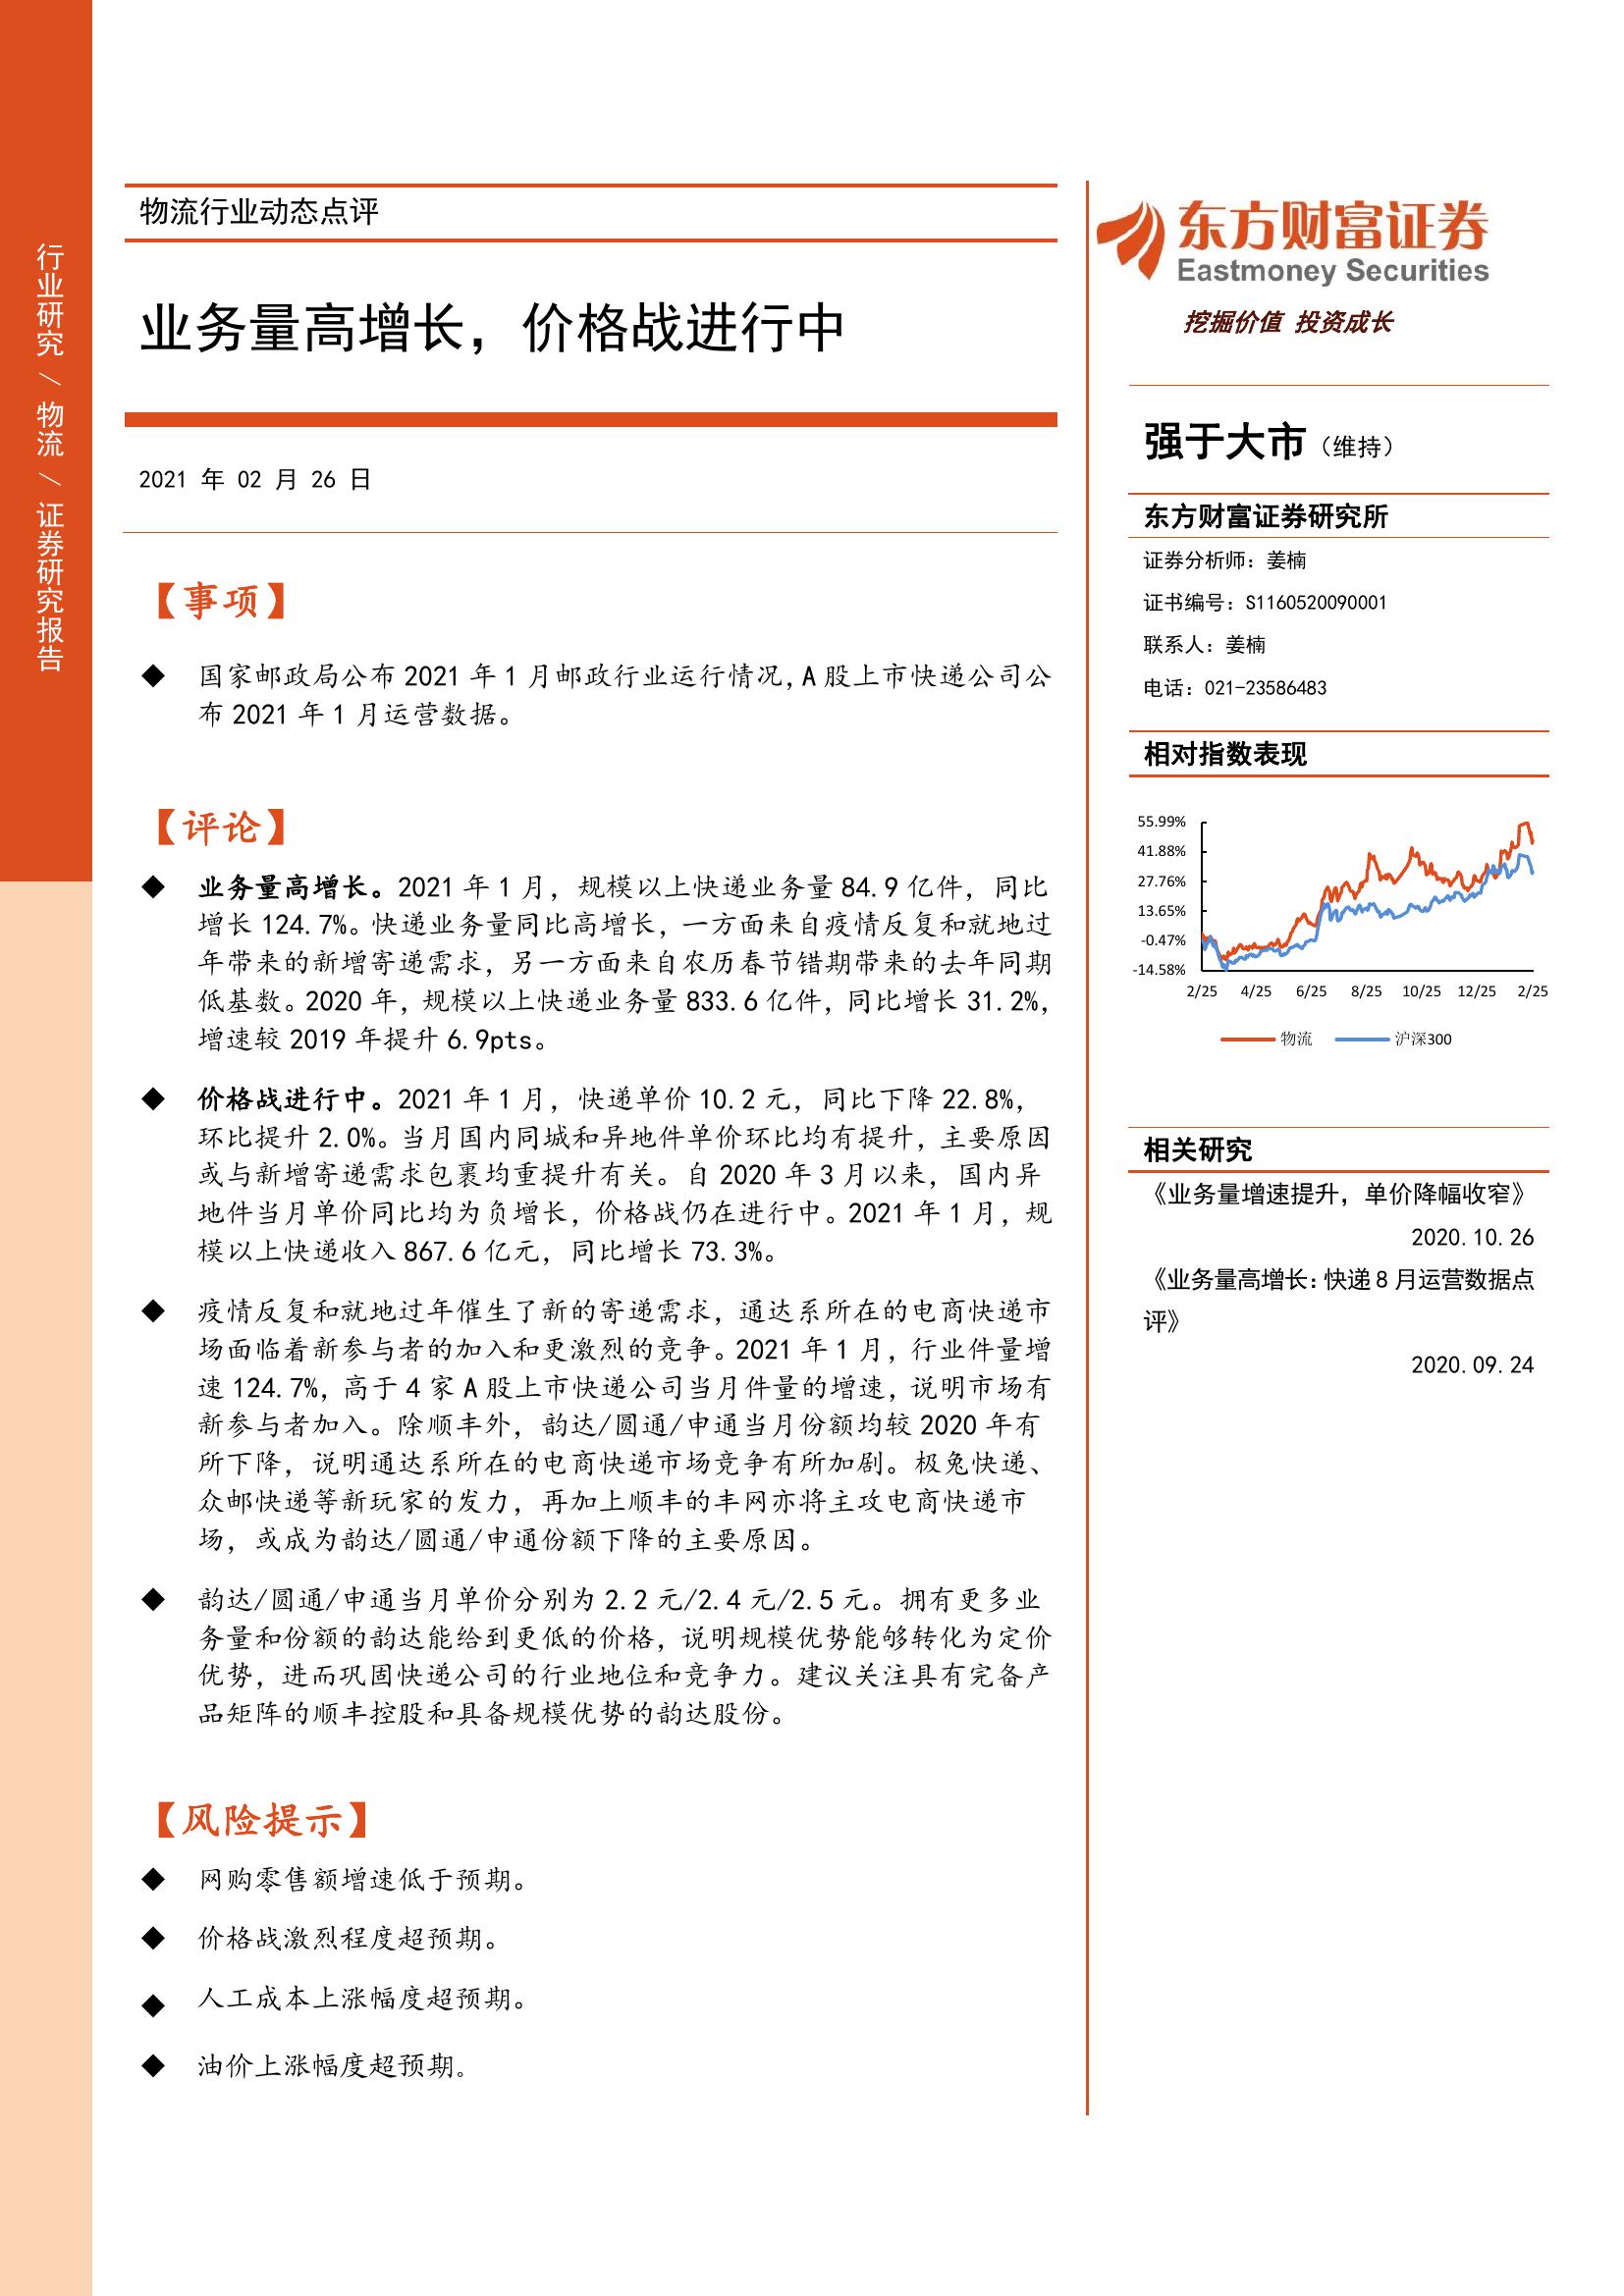 行业研究/物流/证券研究报告
物流行业动态点评
业务量高增长，价格战进行中
2021 年 02 月 26 日
【事项】
◆ 国家邮政局公布 2021 年 1 月邮政行业运行情况，A 股上市快递公司公
布 2021 年 1 月运营数据。
【评论】
◆ 业务量高增长。2021 年 1 月，规模以上快递业务量 84.9 亿件，同比
增长 124.7%。快递业务量同比高增长，一方面来自疫情反复和就地过
年带来的新增寄递需求，另一方面来自农历春节错期带来的去年同期
低基数。2020 年，规模以上快递业务量 833.6 亿件，同比增长 31.2%，
增速较 2019 年提升 6.9pts。
◆ 价格战进行中。2021 年 1 月，快递单价 10.2 元，同比下降 22.8%，
环比提升 2.0%。当月国内同城和异地件单价环比均有提升，主要原因
或与新增寄递需求包裹均重提升有关。自 2020 年 3 月以来，国内异
地件当月单价同比均为负增长，价格战仍在进行中。2021 年 1 月，规
模以上快递收入 867.6 亿元，同比增长 73.3%。
◆ 疫情反复和就地过年催生了新的寄递需求，通达系所在的电商快递市
场面临着新参与者的加入和更激烈的竞争。2021 年 1 月，行业件量增
速 124.7%，高于 4 家 A 股上市快递公司当月件量的增速，说明市场有
新参与者加入。除顺丰外，韵达/圆通/申通当月份额均较 2020 年有
所下降，说明通达系所在的电商快递市场竞争有所加剧。极兔快递、
众邮快递等新玩家的发力，再加上顺丰的丰网亦将主攻电商快递市
场，或成为韵达/圆通/申通份额下降的主要原因。
◆ 韵达/圆通/申通当月单价分别为 2.2 元/2.4 元/2.5 元。拥有更多业
务量和份额的韵达能给到更低的价格，说明规模优势能够转化为定价
优势，进而巩固快递公司的行业地位和竞争力。建议关注具有完备产
品矩阵的顺丰控股和具备规模优势的韵达股份。
【风险提示】
◆ 网购零售额增速低于预期。
◆ 价格战激烈程度超预期。
◆ 人工成本上涨幅度超预期。
◆ 油价上涨幅度超预期。
东方财富证券
Eastmoney Securities
挖掘价值 投资成长
强于大市（维持）
东方财富证券研究所
证券分析师：姜楠
证书编号：S1160520090001
联系人：姜楠
电话：021-23586483
相对指数表现
55.99%
41.88%
27.76%
13.65%
-0.47%
-14.58%
2/25 4/25 6/25 8/25 10/25 12/25 2/25
物流 沪深300
相关研究
《业务量增速提升，单价降幅收窄》
2020.10.26
《业务量高增长：快递 8 月运营数据点
评》
2020.09.24